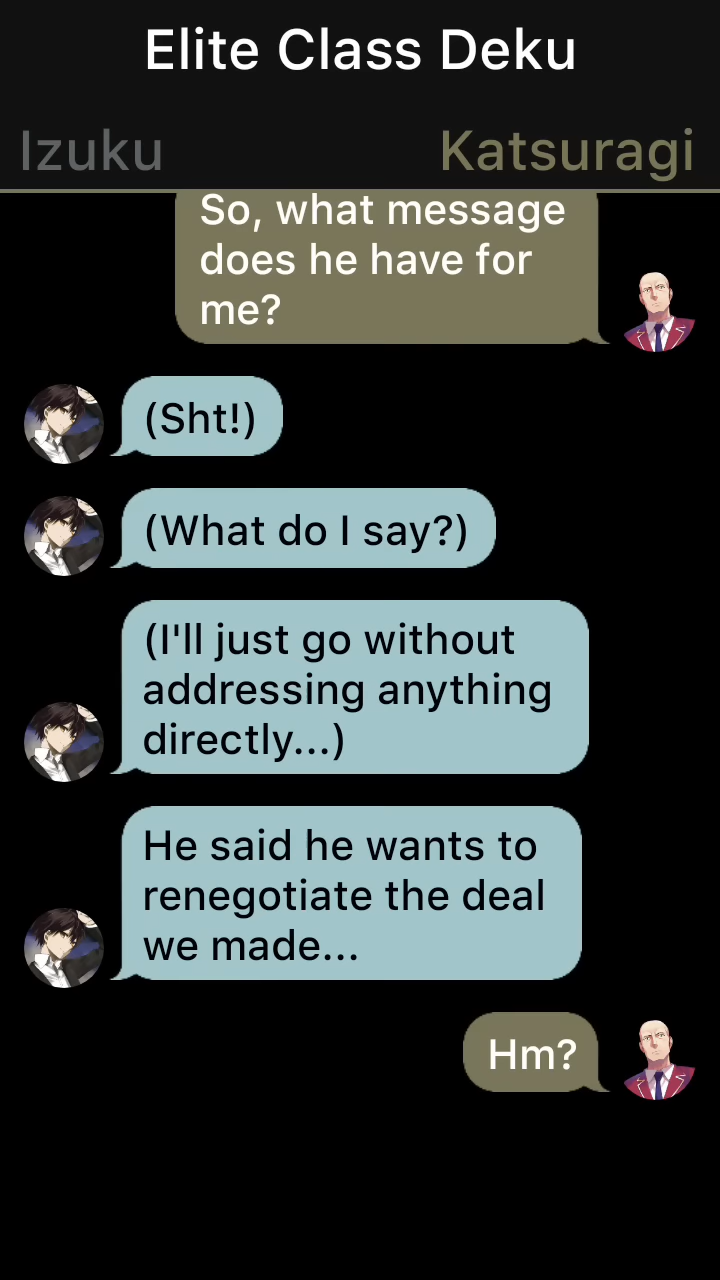 Elite Class Deku
Izuku
Katsuragi
So, what message
does he have for
me?
(Sht!)
(What do I say?)
(I'll just go without
addressing anything
directly...)
He said he wants to
renegotiate the deal
we made...
Hm?